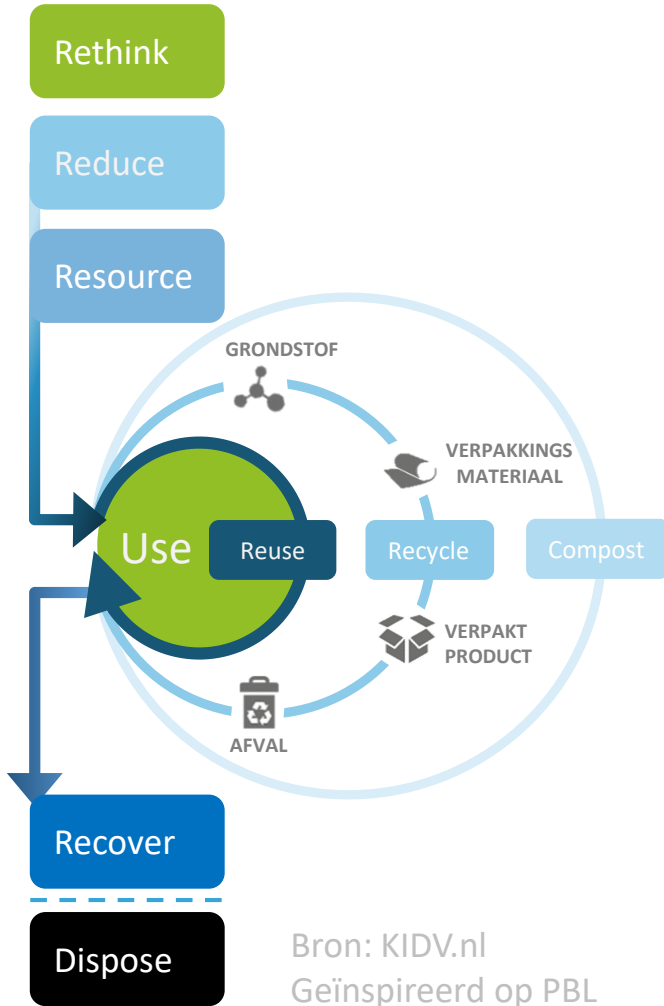 Rethink
Reduce
Resource
GRONDSTOF
VERPAKKINGS
MATERIAAL
Use
Reuse
Recycle
Compost
VERPAKT
PRODUCT
AFVAL
Recover
Dispose
Bron: KIDV.nl
Geïnspireerd op PBL